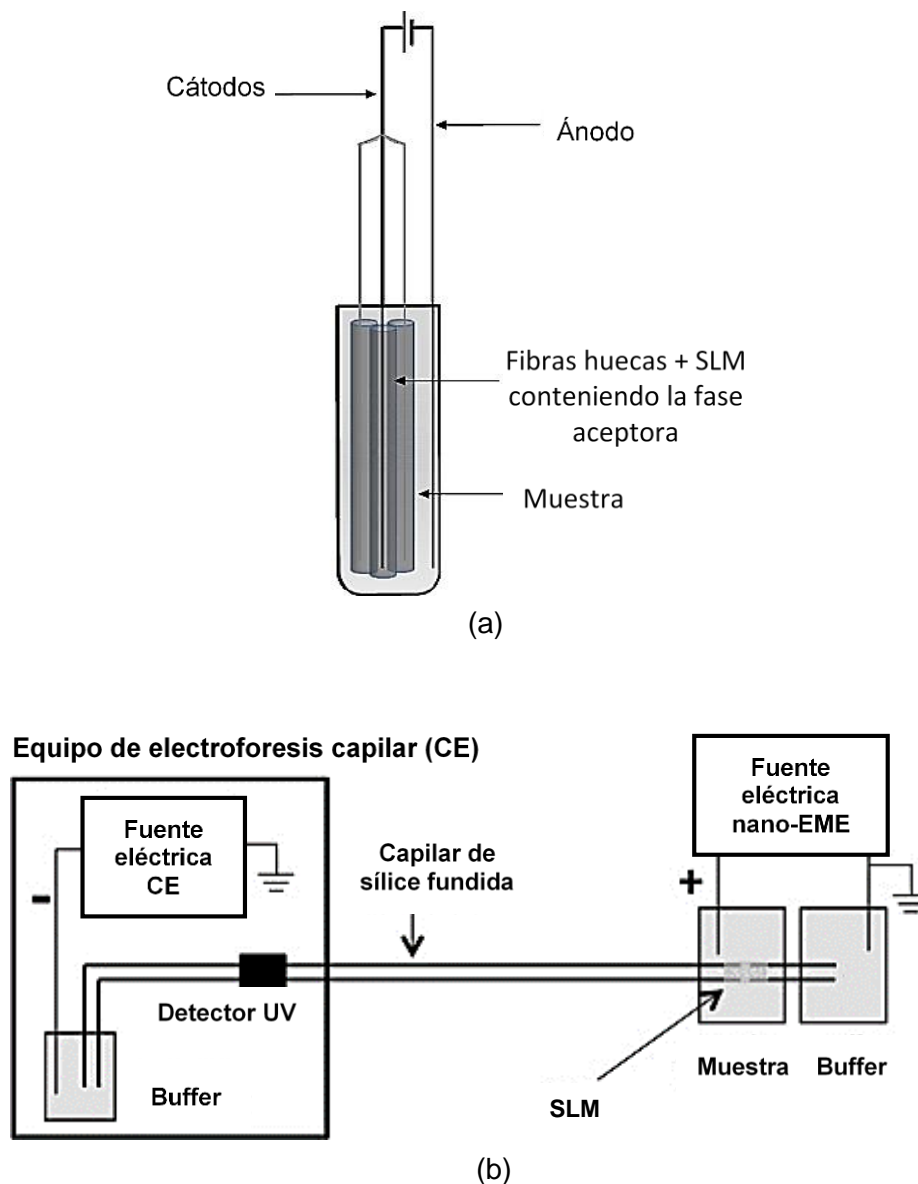 Cátodos
Ánodo
Fibras huecas + SLM
conteniendo la fase
aceptora
Muestra
(a)
Equipo de electroforesis capilar (CE)
Fuente
eléctrica
CE
-
Capilar de
sílice fundida
Fuente
eléctrica
nano-EME
+
Detector UV
Buffer
Muestra
Buffer
SLM
(b)